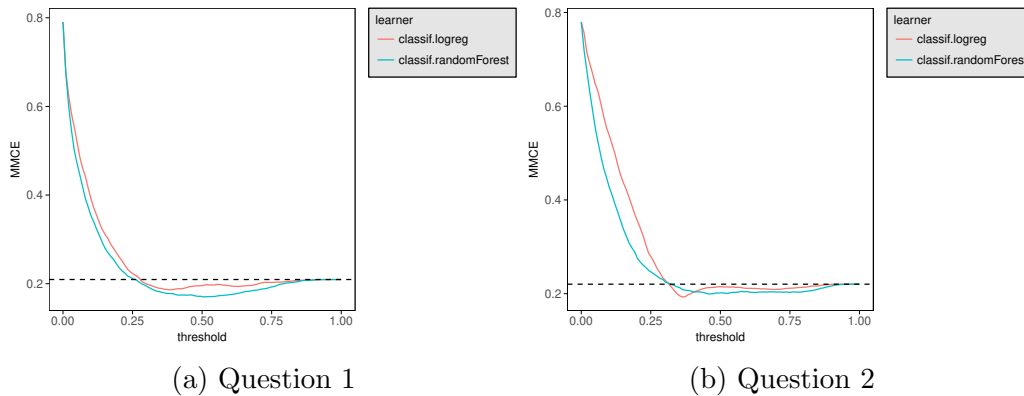 0.8
0.6
0.4
0.2
MMCE
0.00 0.25 0.50 0.75 1.00
threshold
learner
classif.logreg
classif.randomForest
(a) Question 1
0.8
0.6
0.4
0.2
MMCE
0.00 0.25 0.50 0.75 1.00
threshold
learner
classif.logreg
classif.randomFores
(b) Question 2